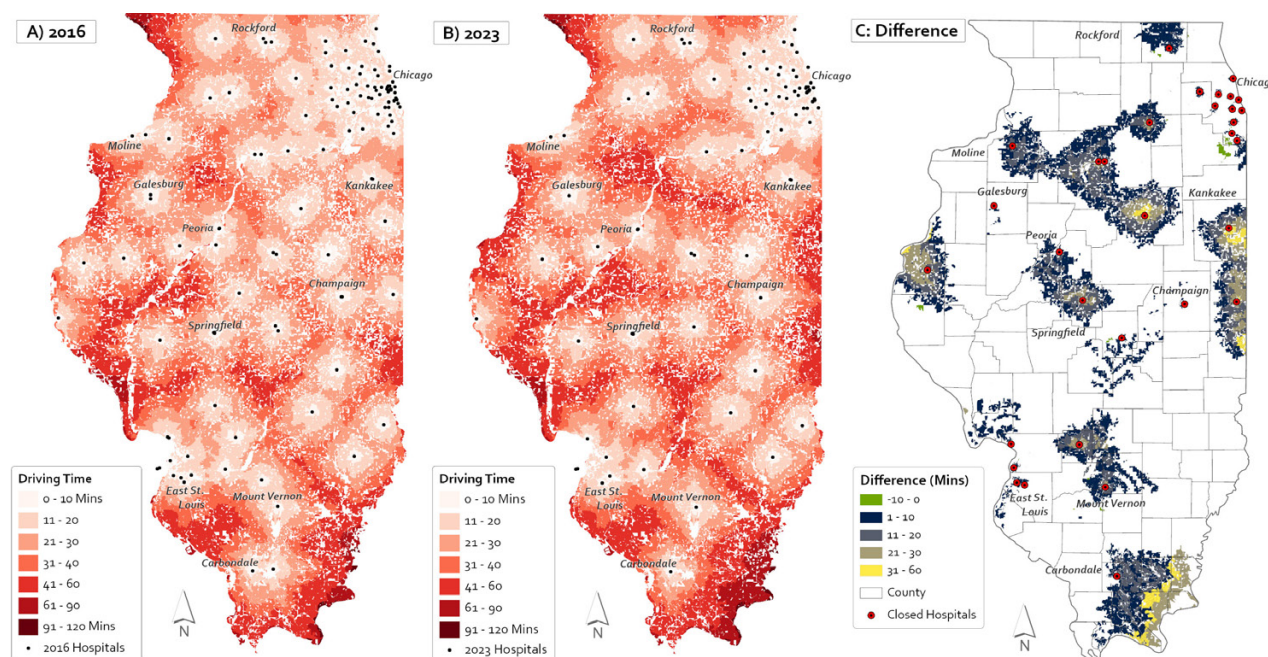 A) 2016
Rockford
Chicago
Moline
Galesburg
Kankakee
Peoria
Champaign
Springfield
East St.
Louis
Mount Vernon
Carbondale
Driving Time
0 - 10 Mins
11 - 20
21 - 30
31 - 40
41 - 60
61 - 90
91 - 120 Mins
2016 Hospitals
N
B) 2023
Rockford
Chicago
Moline
Galesburg
Kankakee
Peoria
Champaign
Springfield
East St.
Louis
Mount Vernon
Carbondale
Driving Time
0 - 10 Mins
11 - 20
21 - 30
31 - 40
41 - 60
61 - 90
91 - 120 Mins
2023 Hospitals
N
C: Difference
Rockford
Chicag
Moline
Galesburg
Kankakee
Peoria
Champaign
Springfield
East St.
Louis
Mount Vernon
Carbondale
Difference (Mins)
-10 - 0
1 - 10
11 - 20
21 - 30
31 - 60
County
Closed Hospitals
N